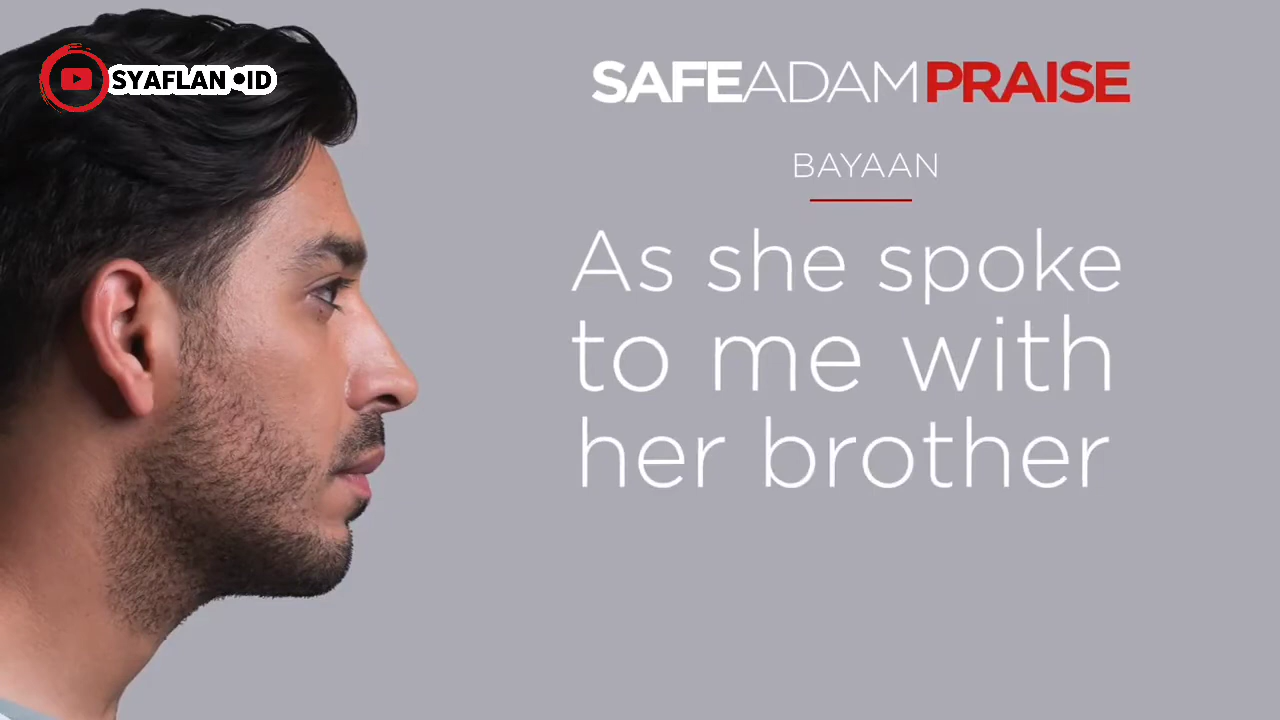 SYAFLAN ID
SAFEADAMPRAISE
BAYAAN
As she spoke
to me with
her brother